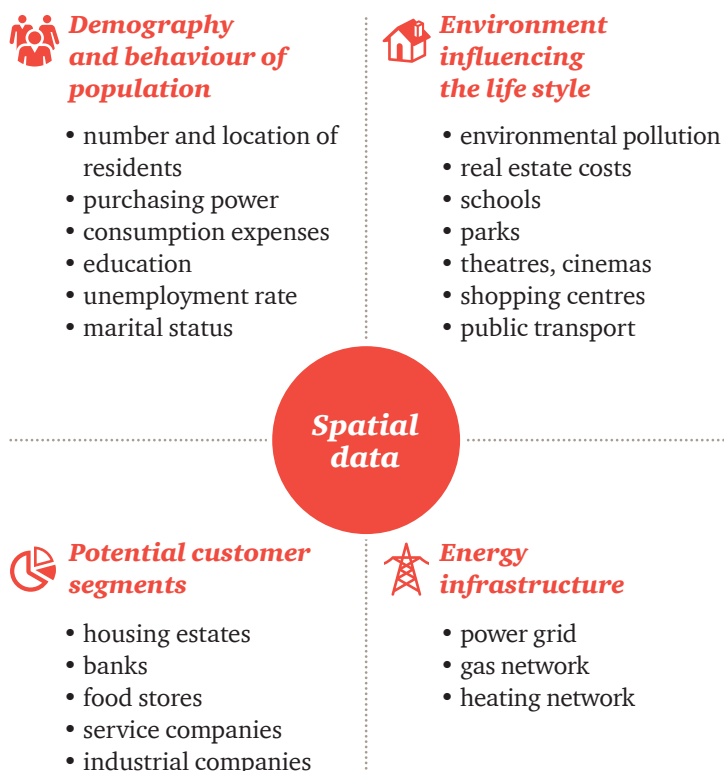 Demography
and behaviour of
population
• number and location of
residents
• purchasing power
• consumption expenses
• education
• unemployment rate
• marital status
Environment
influencing
the life style
• environmental pollution
• real estate costs
• schools
• parks
• theatres, cinemas
• shopping centres
• public transport
Spatial
data
Potential customer
segments
• housing estates
• banks
• food stores
• service companies
• industrial companies
Energy
infrastructure
• power grid
• gas network
• heating network